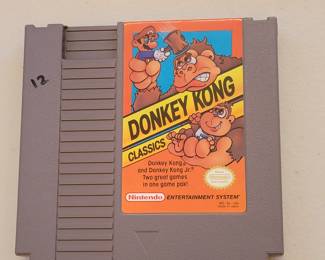 12
DONKEY KONG
CLASSICS
Donkey Kong®
and Donkey Kong Jr.®
Two great games
in one game pak!
Nintendo ENTERTAINMENT SYSTEM